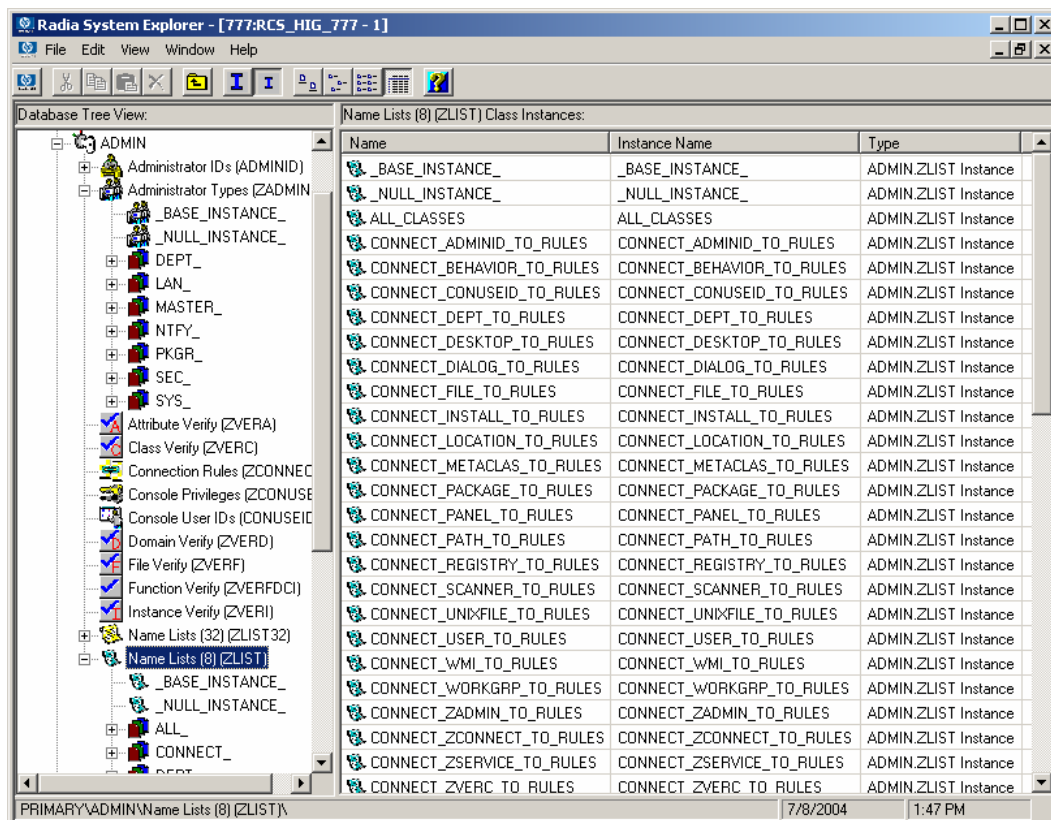 Radia System Explorer - [777:RCS_HIG_777 - 1]
File Edit View Window Help
Database Tree View:
ADMIN
Administrator IDs (ADMINID)
Administrator Types (ZADMIN
_BASE_INSTANCE_
_NULL_INSTANCE_
DEPT_
LAN_
MASTER_
NTFY_
PKGR_
SEC_
SYS_
Attribute Verify (ZVERA)
Class Verify (ZVERC)
Connection Rules (ZCONNEC
Console Privileges (ZCONUSE
Console User IDs (CONUSEID
Domain Verify (ZVERD)
File Verify (ZVERF)
Function Verify (ZVERFDCI)
Instance Verify (ZVERI)
Name Lists (32) (ZLIST32)
Name Lists (8) (ZLIST)
_BASE_INSTANCE_
_NULL_INSTANCE_
ALL_
CONNECT_
Name Lists (8) (ZLIST) Class Instances:
Name Instance Name Type
_BASE_INSTANCE_ _BASE_INSTANCE_ ADMIN.ZLIST Instance
_NULL_INSTANCE_ _NULL_INSTANCE_ ADMIN.ZLIST Instance
ALL_CLASSES ALL_CLASSES ADMIN.ZLIST Instance
CONNECT_ADMINID_TO_RULES CONNECT_ADMINID_TO_RULES ADMIN.ZLIST Instance
CONNECT_BEHAVIOR_TO_RULES CONNECT_BEHAVIOR_TO_RULES ADMIN.ZLIST Instance
CONNECT_CONUSEID_TO_RULES CONNECT_CONUSEID_TO_RULES ADMIN.ZLIST Instance
CONNECT_DEPT_TO_RULES CONNECT_DEPT_TO_RULES ADMIN.ZLIST Instance
CONNECT_DESKTOP_TO_RULES CONNECT_DESKTOP_TO_RULES ADMIN.ZLIST Instance
CONNECT_DIALOG_TO_RULES CONNECT_DIALOG_TO_RULES ADMIN.ZLIST Instance
CONNECT_FILE_TO_RULES CONNECT_FILE_TO_RULES ADMIN.ZLIST Instance
CONNECT_INSTALL_TO_RULES CONNECT_INSTALL_TO_RULES ADMIN.ZLIST Instance
CONNECT_LOCATION_TO_RULES CONNECT_LOCATION_TO_RULES ADMIN.ZLIST Instance
CONNECT_METACLAS_TO_RULES CONNECT_METACLAS_TO_RULES ADMIN.ZLIST Instance
CONNECT_PACKAGE_TO_RULES CONNECT_PACKAGE_TO_RULES ADMIN.ZLIST Instance
CONNECT_PANEL_TO_RULES CONNECT_PANEL_TO_RULES ADMIN.ZLIST Instance
CONNECT_PATH_TO_RULES CONNECT_PATH_TO_RULES ADMIN.ZLIST Instance
CONNECT_REGISTRY_TO_RULES CONNECT_REGISTRY_TO_RULES ADMIN.ZLIST Instance
CONNECT_SCANNER_TO_RULES CONNECT_SCANNER_TO_RULES ADMIN.ZLIST Instance
CONNECT_UNIXFILE_TO_RULES CONNECT_UNIXFILE_TO_RULES ADMIN.ZLIST Instance
CONNECT_USER_TO_RULES CONNECT_USER_TO_RULES ADMIN.ZLIST Instance
CONNECT_WMI_TO_RULES CONNECT_WMI_TO_RULES ADMIN.ZLIST Instance
CONNECT_WORKGRP_TO_RULES CONNECT_WORKGRP_TO_RULES ADMIN.ZLIST Instance
CONNECT_ZADMIN_TO_RULES CONNECT_ZADMIN_TO_RULES ADMIN.ZLIST Instance
CONNECT_ZCONNECT_TO_RULES CONNECT_ZCONNECT_TO_RULES ADMIN.ZLIST Instance
CONNECT_ZSERVICE_TO_RULES CONNECT_ZSERVICE_TO_RULES ADMIN.ZLIST Instance
CONNECT_ZVERC_TO_RULES CONNECT_ZVERC_TO_RULES ADMIN.ZLIST Instance
PRIMARY\ADMIN\Name Lists (8) (ZLIST)\ 7/8/2004 1:47 PM